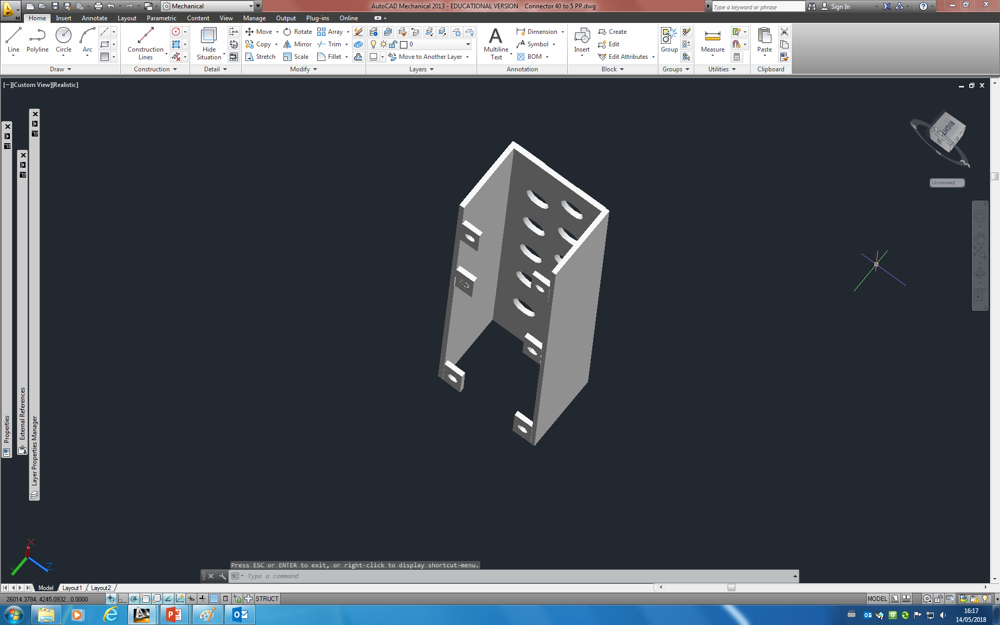 Mechanical
AutoCAD Mechanical 2013 - EDUCATIONAL VERSION Connector 40 to 5 PP.dwg
Type a keyword or phrase
Sign In
M
Home Insert Annotate Layout Parametric Content View Manage Output Plug-ins Online
Line Polyline Circle Arc
Draw
Construction Lines
Construction
Hide Situation
Detail
Move Rotate Array
Copy Mirror Trim
Stretch Scale Fillet
Modify
0
Move to Another Layer
Layers
Multiline Text
Dimension
Symbol
BOM
Annotation
Insert
Create
Edit
Edit Attributes
Block
Group
Groups
Measure
Utilities
Paste
Clipboard
[−][Custom View][Realistic]
RIGHT
Unnamed
Properties
External References
Layer Properties Manager
X
Z
Press ESC or ENTER to exit, or right-click to display shortcut-menu.
Type a command
Model Layout1 Layout2
26014.3784, 4245.0932 , 0.0000
STRUCT
MODEL
16:17
14/05/2018